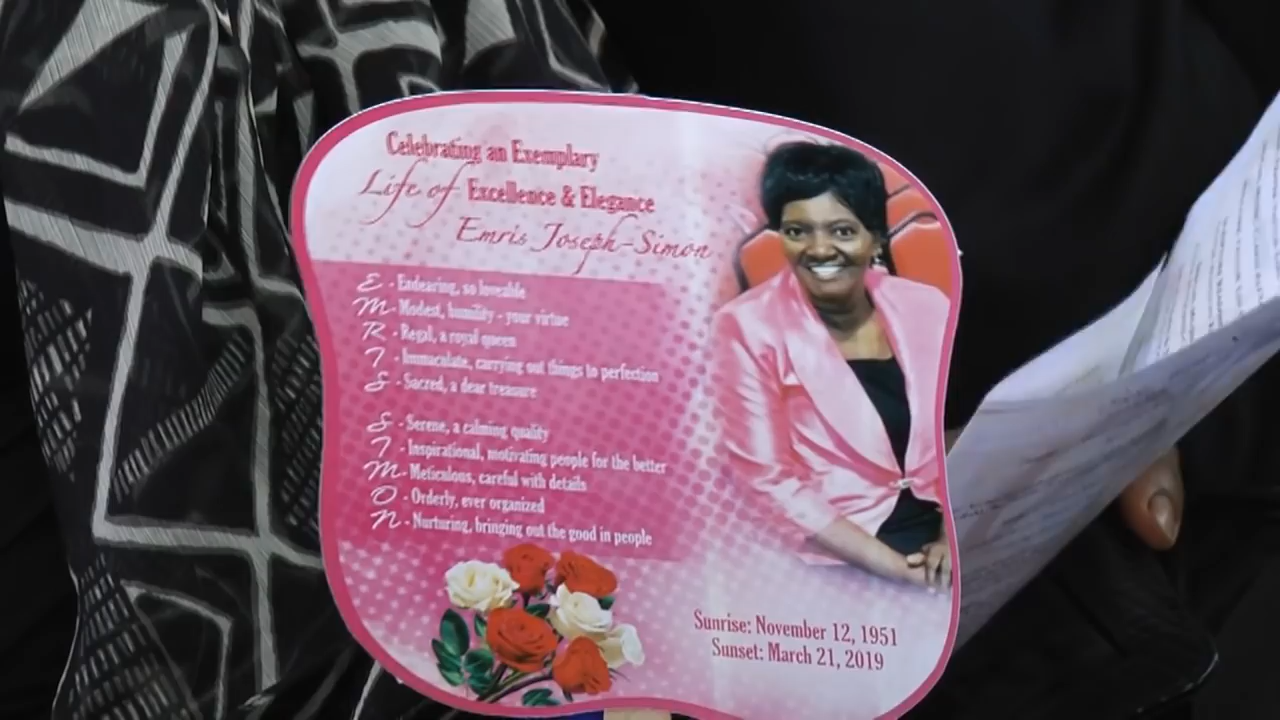 Celebrating an Exemplary
Life of Excellence & Elegance
Emris Joseph-Simon
E - Endearing, so loveable
M - Modest, humility - your virtue
R - Regal, a royal queen
I - Immaculate, carrying out things to perfection
S - Sacred, a dear treasure
S - Serene, a calming quality
I - Inspirational, motivating people for the better
M - Meticulous, careful with details
O - Orderly, ever organized
N - Nurturing, bringing out the good in people
Sunrise: November 12, 1951
Sunset: March 21, 2019